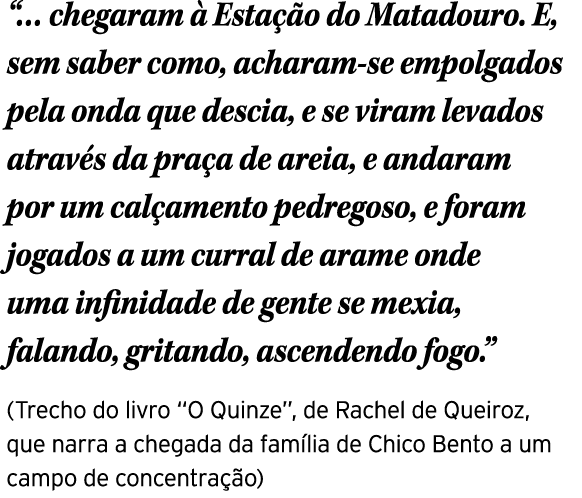 “... chegaram à Estação do Matadouro. E,
sem saber como, acharam-se empolgados
pela onda que descia, e se viram levados
através da praça de areia, e andaram
por um calçamento pedregoso, e foram
jogados a um curral de arame onde
uma infinidade de gente se mexia,
falando, gritando, ascendendo fogo.”
(Trecho do livro “O Quinze”, de Rachel de Queiroz,
que narra a chegada da família de Chico Bento a um
campo de concentração)